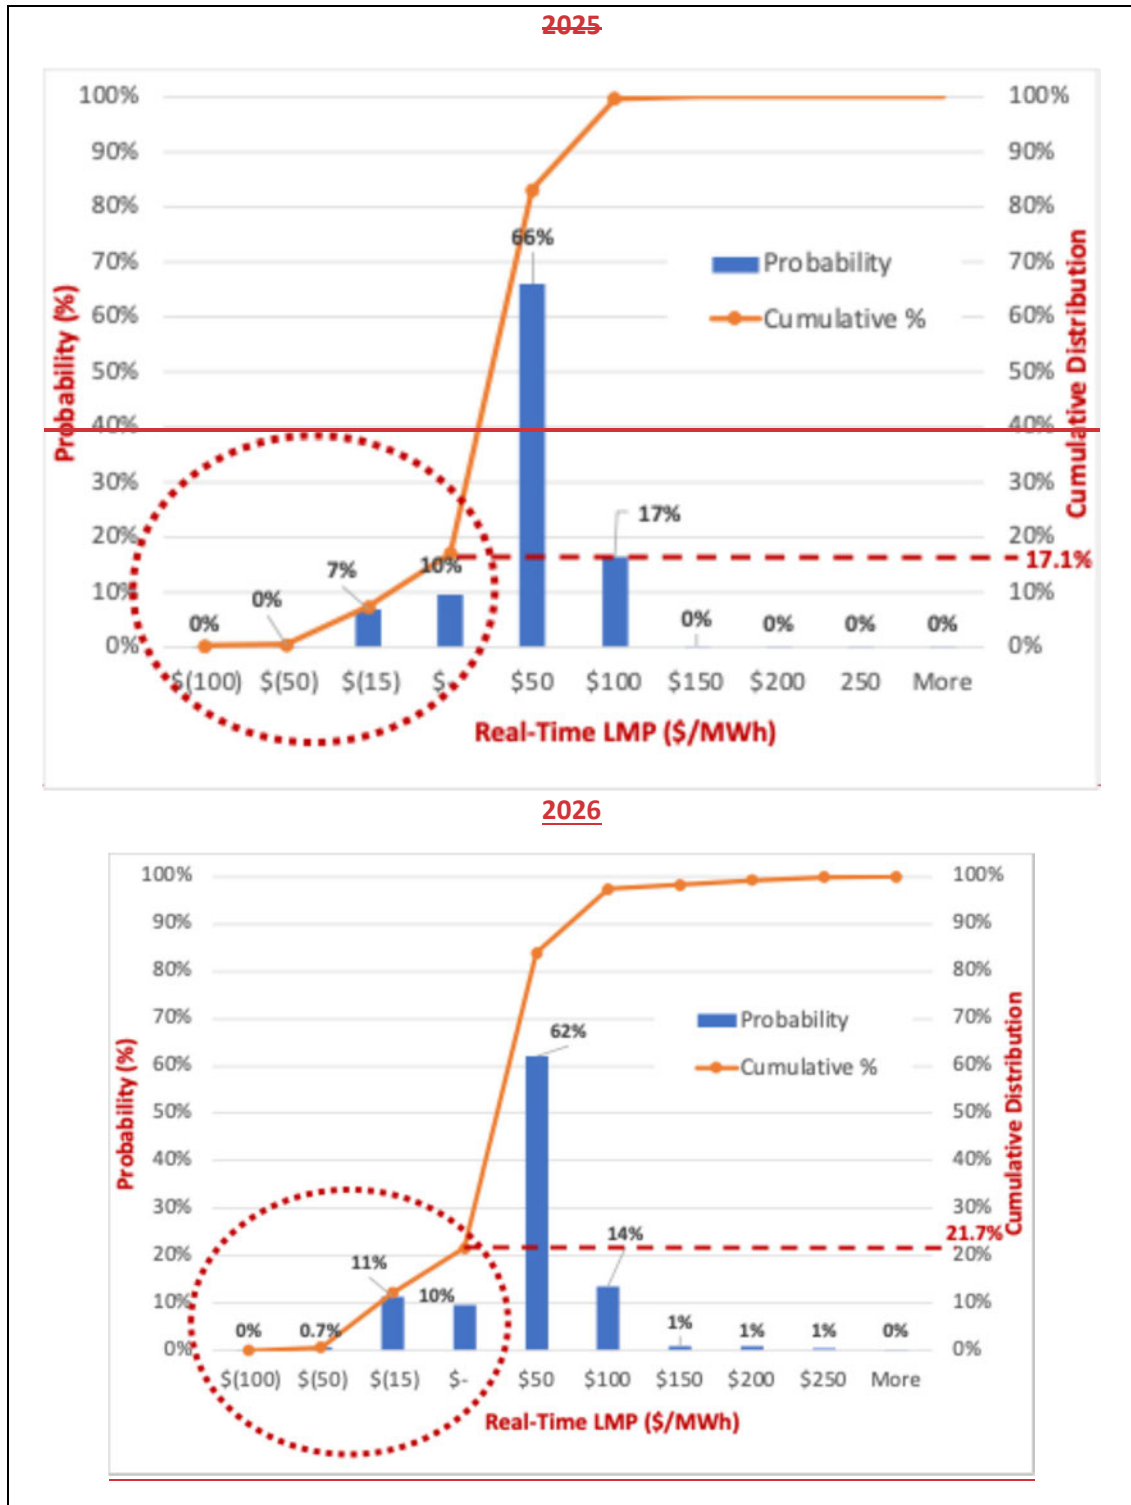 2025
100% 100%
90% 90%
80% 80%
66%
70% 70%
Probability
60% 60%
Cumulative %
50% 50%
40% 40%
30% 30%
17%
20% 20%
17.1%
7% 10%
10% 10%
0% 0% 0% 0% 0% 0%
0% 0%
$(100) $(50) $(15) $- $50 $100 $150 $200 250 More
Real-Time LMP ($/MWh)
Probability (%)
Cumulative Distribution
2026
100% 100%
90% 90%
80% 80%
70% 70%
Probability
62%
60% 60%
Cumulative %
50% 50%
40% 40%
30% 30%
14% 21.7%
20% 20%
11%
10%
10% 10%
0% 0.7% 1% 1% 1% 0%
0% 0%
$(100) $(50) $(15) $- $50 $100 $150 $200 $250 More
Real-Time LMP ($/MWh)
Probability (%)
Cumulative Distribution